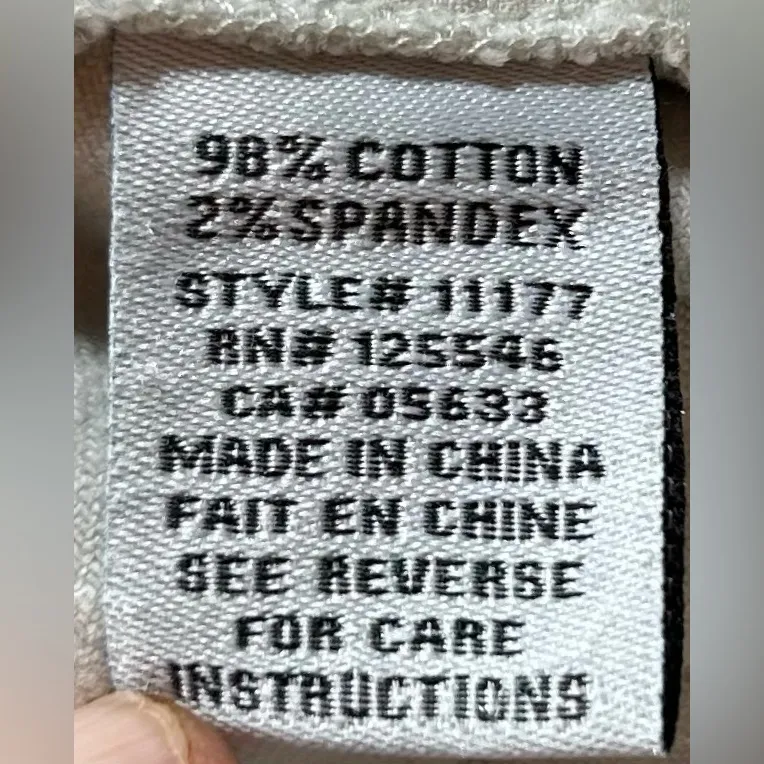 98% COTTON
2% SPANDEX
STYLE# 11177
RN# 125546
CA# 05633
MADE IN CHINA
FAIT EN CHINE
SEE REVERSE
FOR CARE
INSTRUCTIONS